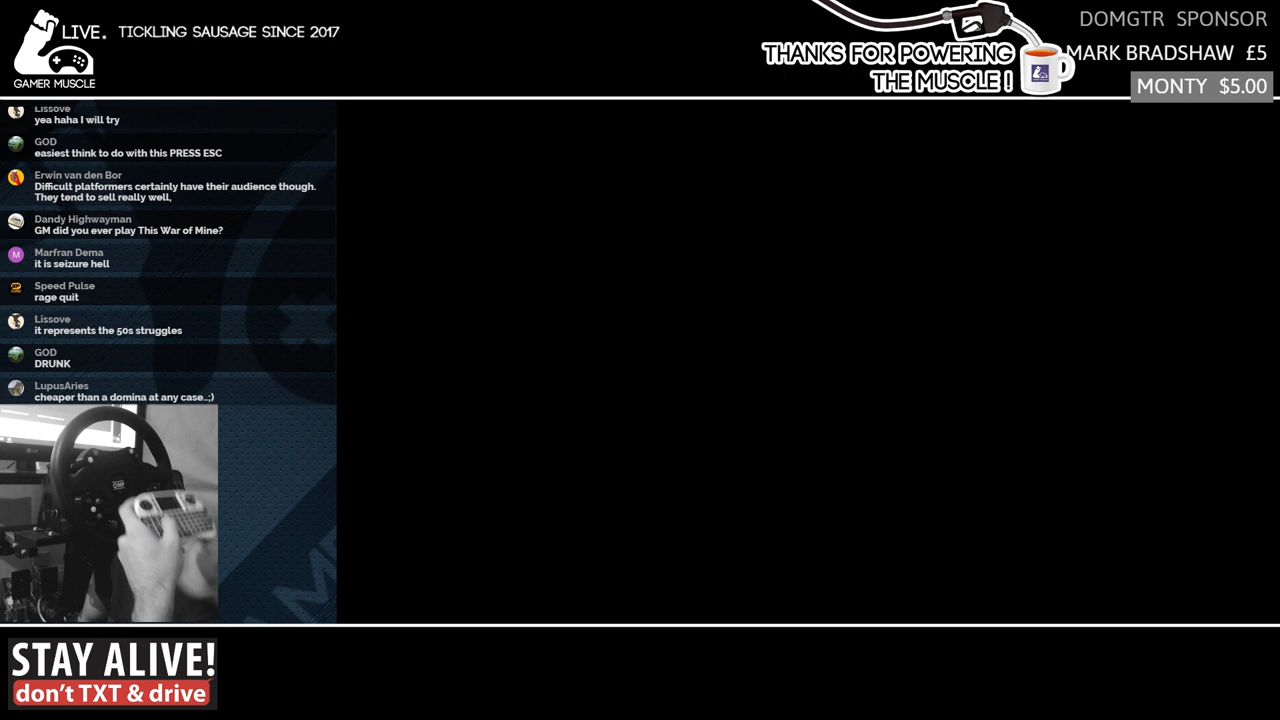 LIVE.
TICKLING SAUSAGE SINCE 2017
GAMER MUSCLE
THANKS FOR POWERING
THE MUSCLE !
DOMGTR SPONSOR
MARK BRADSHAW £5
MONTY $5.00
Lissove
yea haha I will try
GOD
easiest think to do with this PRESS ESC
Erwin van den Bor
Difficult platformers certainly have their audience though.
They tend to sell really well,
Dandy Highwayman
GM did you ever play This War of Mine?
M
Marfran Dema
it is seizure hell
Speed Pulse
rage quit
Lissove
it represents the 50s struggles
GOD
DRUNK
LupusAries
cheaper than a domina at any case..;)
OMP
STAY ALIVE!
don't TXT & drive